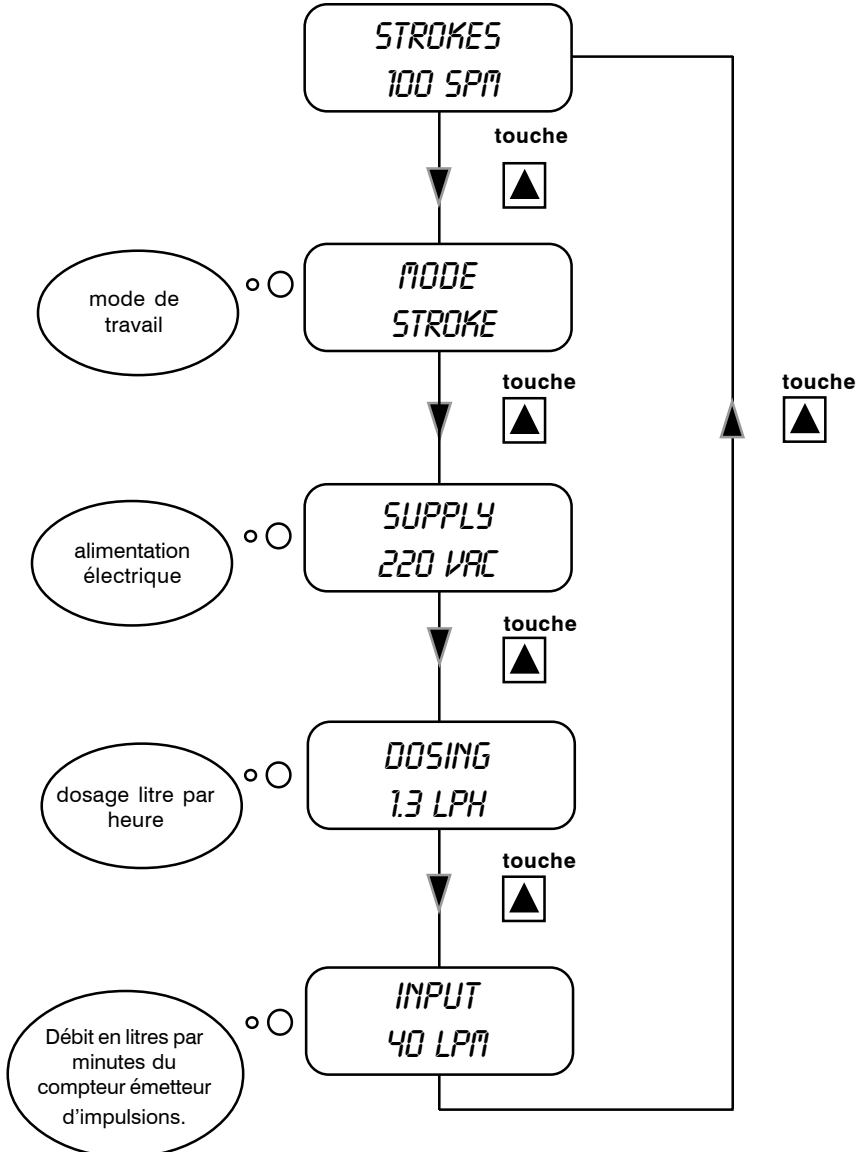 STROKES
100 SPM
touche
mode de
travail
MODE
STROKE
touche
touche
alimentation
électrique
SUPPLY
220 VAC
touche
dosage litre par
heure
DOSING
1.3 LPH
touche
Débit en litres par
minutes du
compteur émetteur
d'impulsions.
INPUT
40 LPM